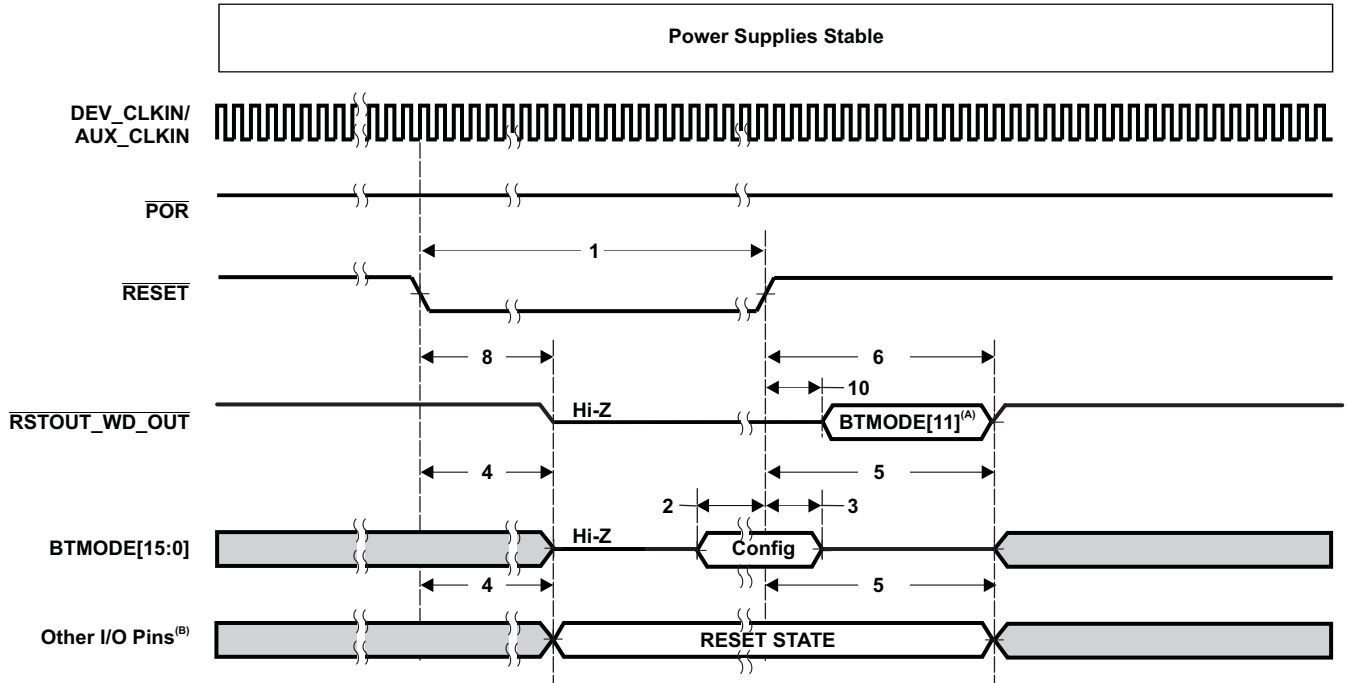 Power Supplies Stable
DEV_CLKIN/
AUX_CLKIN
POR
1
RESET
8
6
10
RSTOUT_WD_OUT
Hi-Z
BTMODE[11](A)
4
5
2
3
BTMODE[15:0]
Hi-Z
Config
4
5
Other I/O Pins(B)
RESET STATE